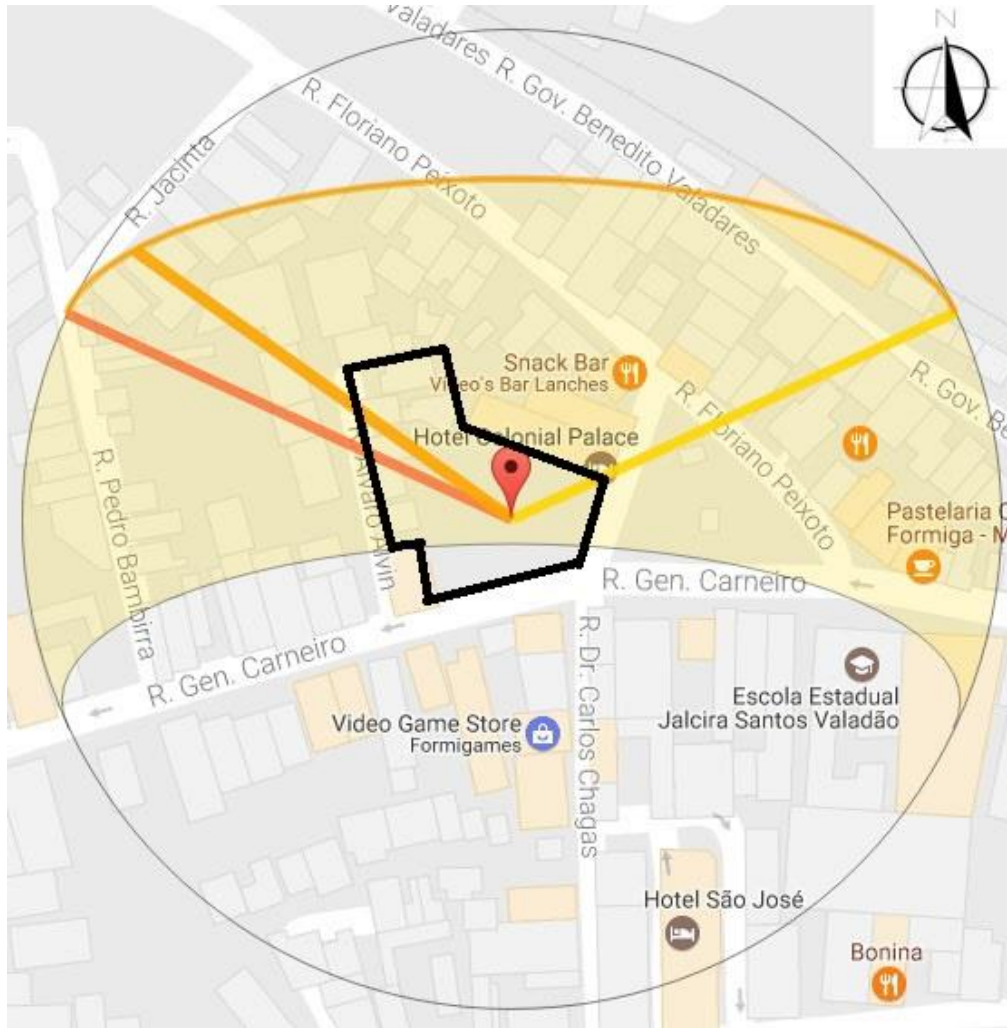 N
Valadares R. Gov. Benedito Valadares
R. Floriano Peixoto
R. Jacinta
Snack Bar
Video's Bar Lanches
R. Gov. Be
Hotel Colonial Palace
R. Floriano Peixoto
R. Pedro Bambirra
Alvaro Alvin
Pastelaria
Formiga - M
R. Gen. Carneiro
R. Gen. Carneiro
R. Dr. Carlos Chagas
Escola Estadual
Jalcira Santos Valadão
Video Game Store
Formigames
Hotel São José
Bonina